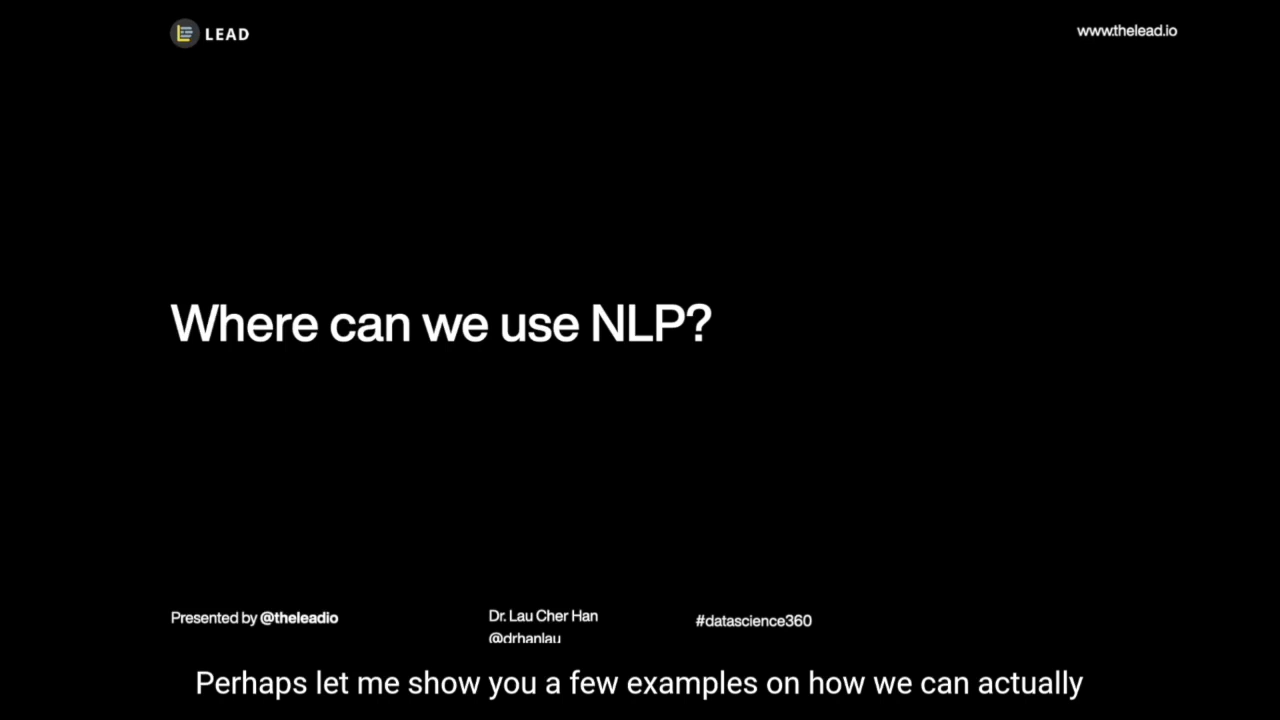 LEAD
www.thelead.io
Where can we use NLP?
Presented by @theleadio
Dr. Lau Cher Han
@drhanlau
#datascience360
Perhaps let me show you a few examples on how we can actually